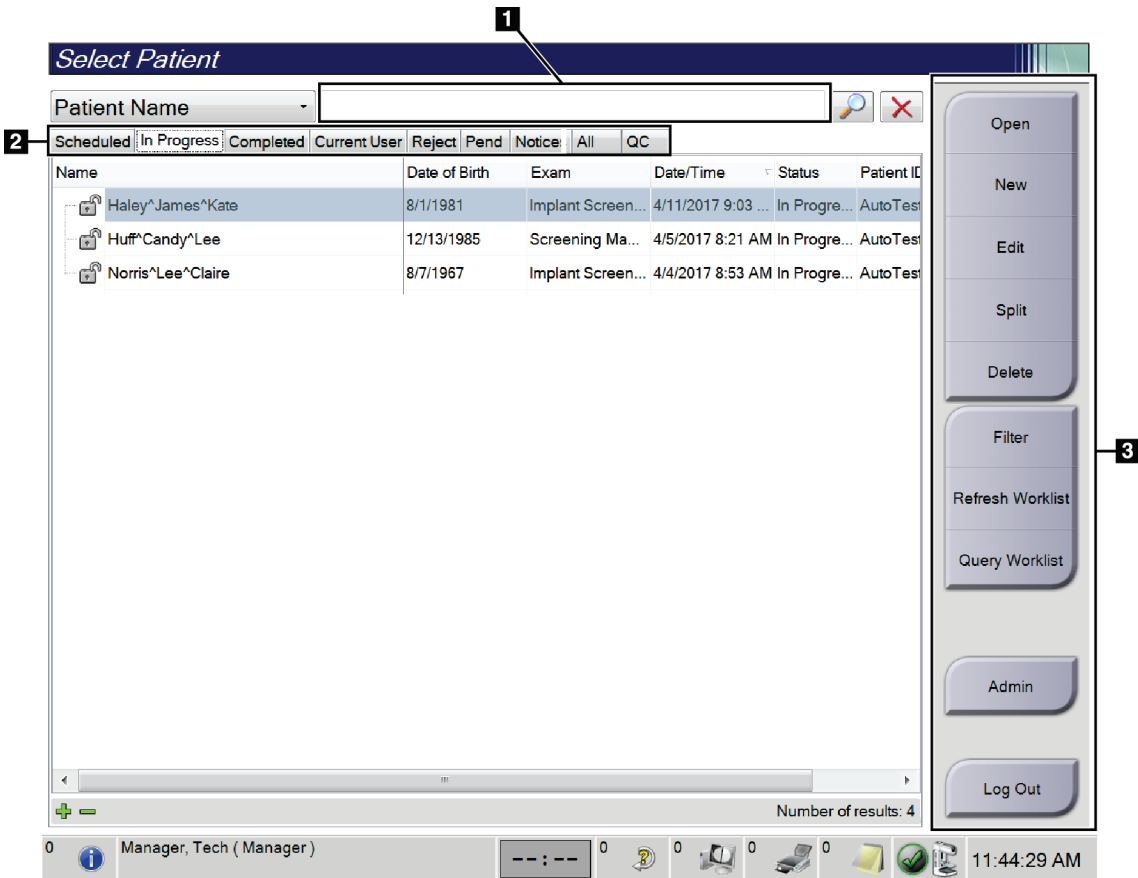 1
Select Patient
Patient Name
2
Scheduled In Progress Completed Current User Reject Pend Notice All QC
Name Date of Birth Exam Date/Time Status Patient ID
Haley^James^Kate 8/1/1981 Implant Screen... 4/11/2017 9:03 ... In Progre... AutoTest
Huff^Candy^Lee 12/13/1985 Screening Ma... 4/5/2017 8:21 AM In Progre... AutoTest
Norris^Lee^Claire 8/7/1967 Implant Screen... 4/4/2017 8:53 AM In Progre... AutoTest
Open
New
Edit
Split
Delete
Filter
3
Refresh Worklist
Query Worklist
Admin
Log Out
Number of results: 4
0 Manager, Tech ( Manager ) --:-- 0 0 0 0 11:44:29 AM